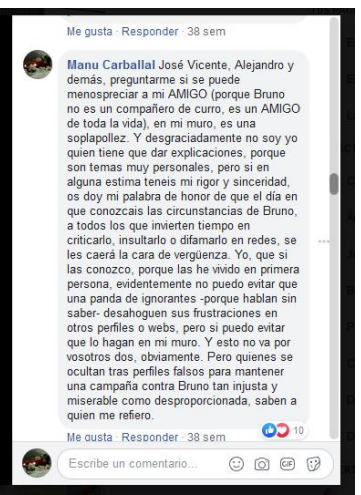 Me gusta · Responder · 38 sem
Manu Carballal José Vicente, Alejandro y
demás, preguntarme si se puede
menospreciar a mi AMIGO (porque Bruno
no es un compañero de curro, es un AMIGO
de toda la vida), en mi muro, es una
soplapollez. Y desgraciadamente no soy yo
quien tiene que dar explicaciones, porque
son temas muy personales, pero si en
alguna estima teneis mi rigor y sinceridad,
os doy mi palabra de honor de que el día en
que conozcais las circunstancias de Bruno,
a todos los que invierten tiempo en
criticarlo, insultarlo o difamarlo en redes, se
les caerá la cara de vergüenza. Yo, que si
las conozco, porque las he vivido en primera
persona, evidentemente no puedo evitar que
una panda de ignorantes -porque hablan sin
saber- desahoguen sus frustraciones en
otros perfiles o webs, pero si puedo evitar
que lo hagan en mi muro. Y esto no va por
vosotros dos, obviamente. Pero quienes se
ocultan tras perfiles falsos para mantener
una campaña contra Bruno tan injusta y
miserable como desproporcionada, saben a
quien me refiero.
10
Me gusta · Responder · 38 sem
Escribe un comentario...
GIF